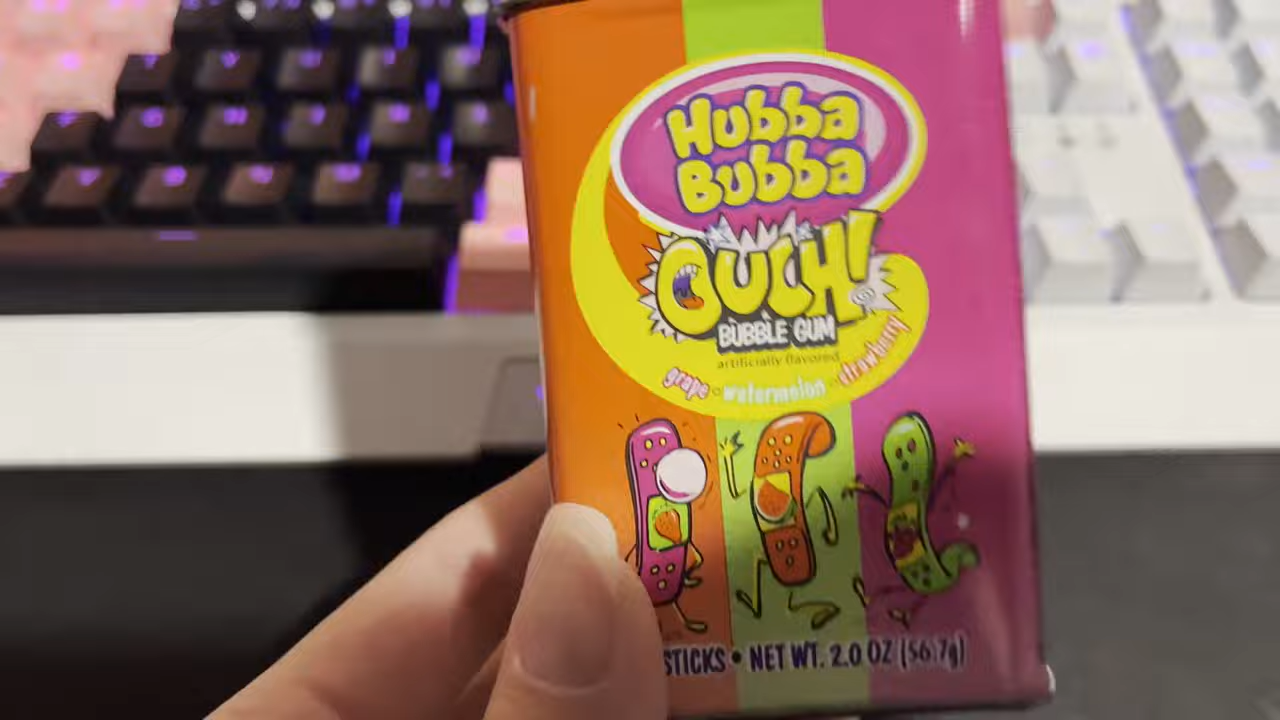 Hubba
Bubba
OUCH!
BUBBLE GUM
artificially flavored
grape watermelon strawberry
STICKS • NET WT. 2.0 OZ (56.7g)